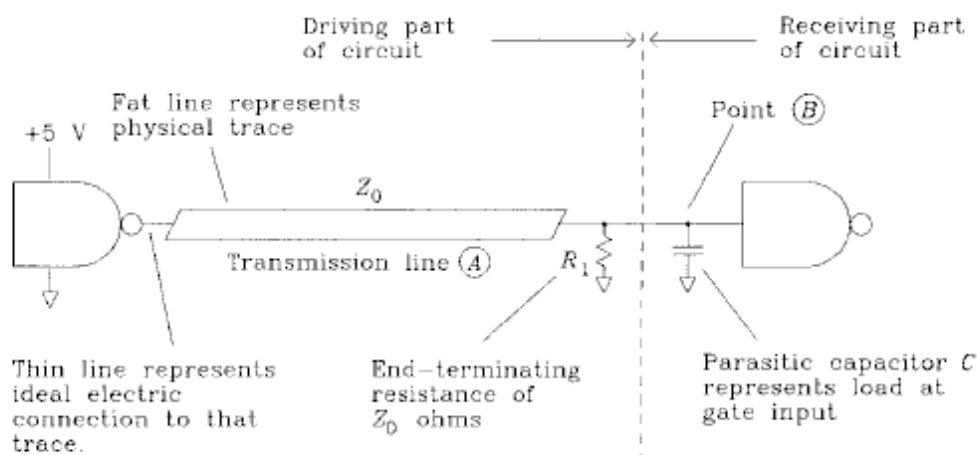 Driving part
of circuit
Receiving part
of circuit
Fat line represents
physical trace
Point Ⓑ
+5 V
Z₀
Transmission line Ⓐ
R₁
Thin line represents
ideal electric
connection to that
trace.
End-terminating
resistance of
Z₀ ohms
Parasitic capacitor C
represents load at
gate input